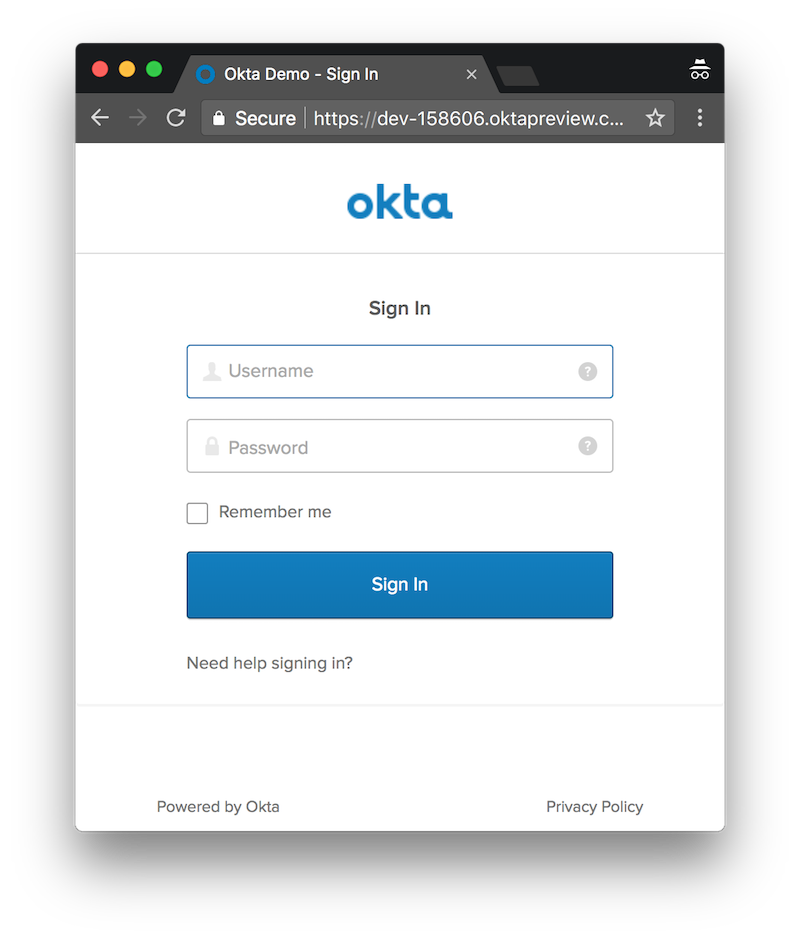 Okta Demo - Sign In
Secure https://dev-158606.oktapreview.c...
okta
Sign In
Username ?
Password ?
Remember me
Sign In
Need help signing in?
Powered by Okta Privacy Policy